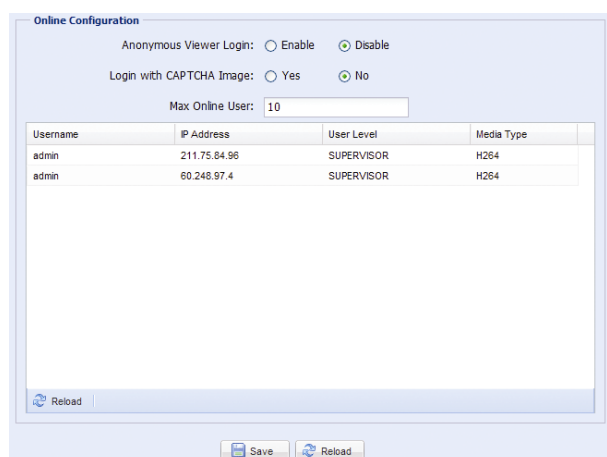 Online Configuration
Anonymous Viewer Login: Enable Disable
Login with CAPTCHA Image: Yes No
Max Online User: 10
Username IP Address User Level Media Type
admin 211.75.84.96 SUPERVISOR H264
admin 60.248.97.4 SUPERVISOR H264
Reload
Save Reload